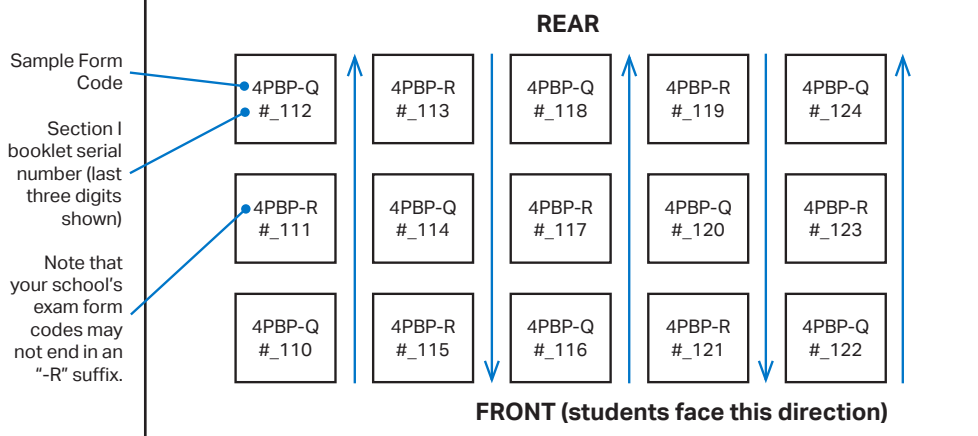 REAR
Sample Form
Code
Section I
booklet serial
number (last
three digits
shown)
Note that
your school's
exam form
codes may
not end in an
"-R" suffix.
4PBP-Q
#_112
4PBP-R
#_113
4PBP-Q
#_118
4PBP-R
#_119
4PBP-Q
#_124
4PBP-R
#_111
4PBP-Q
#_114
4PBP-R
#_117
4PBP-Q
#_120
4PBP-R
#_123
4PBP-Q
#_110
4PBP-R
#_115
4PBP-Q
#_116
4PBP-R
#_121
4PBP-Q
#_122
FRONT (students face this direction)